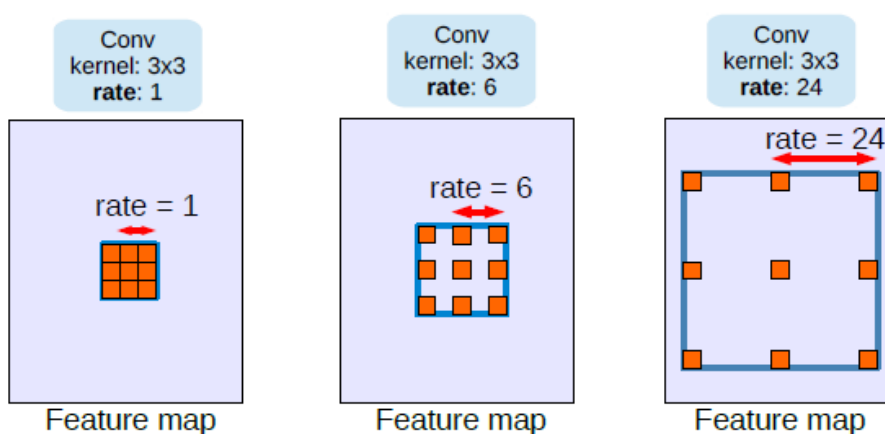 Conv
kernel: 3x3
rate: 1
rate = 1
Feature map
Conv
kernel: 3x3
rate: 6
rate = 6
Feature map
Conv
kernel: 3x3
rate: 24
rate = 24
Feature map